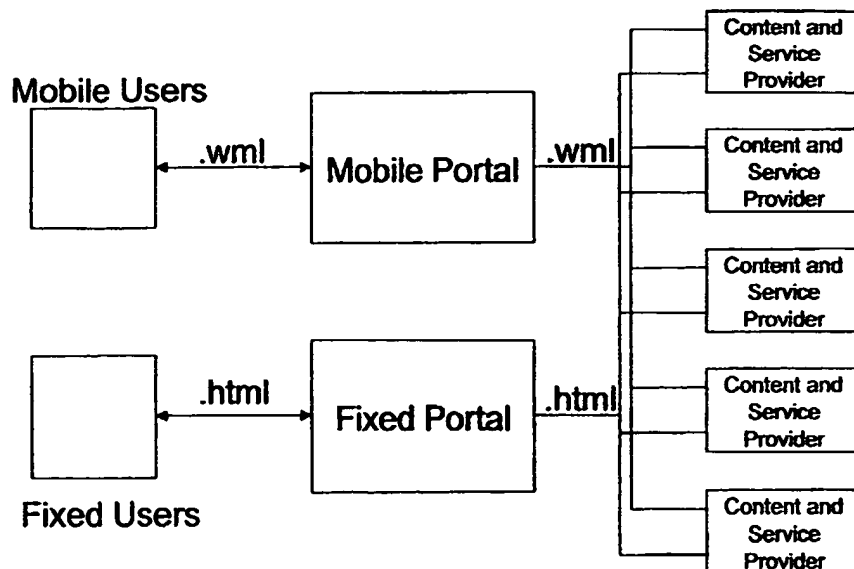 Mobile Users
.wml
Mobile Portal
.wml
.html
Fixed Portal
.html
Fixed Users
Content and
Service
Provider
Content and
Service
Provider
Content and
Service
Provider
Content and
Service
Provider
Content and
Service
Provider